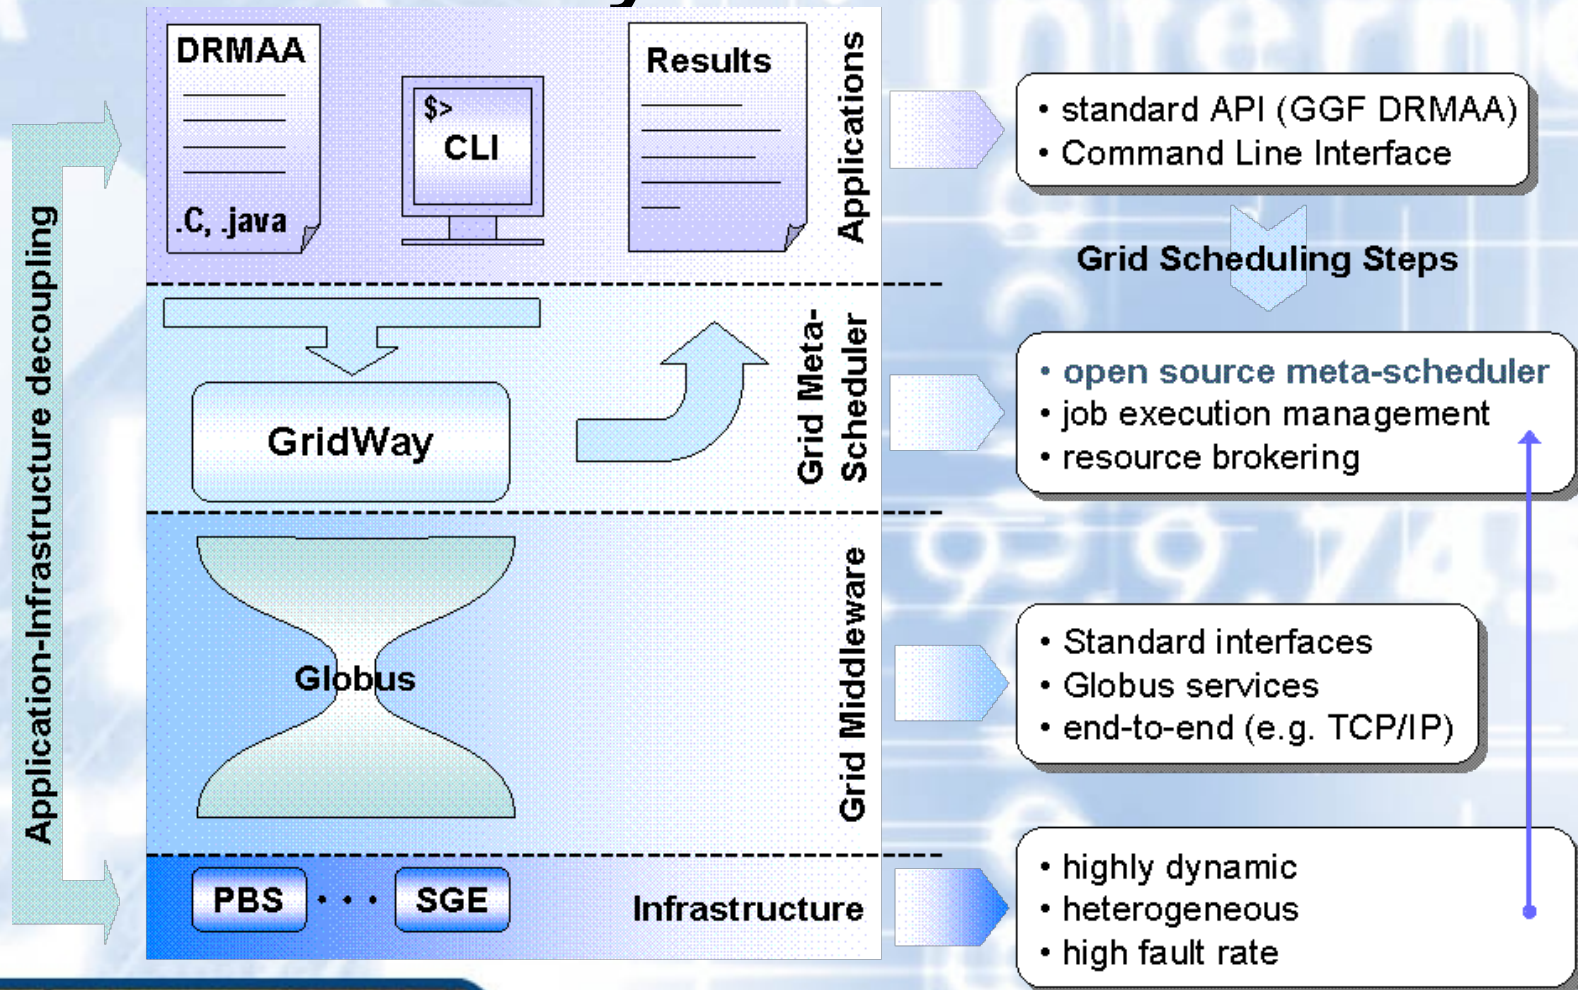 DRMAA
.C, .java
$>
CLI
Results
Applications
• standard API (GGF DRMAA)
• Command Line Interface
Grid Scheduling Steps
Application-Infrastructure decoupling
GridWay
Grid Meta-
Scheduler
• open source meta-scheduler
• job execution management
• resource brokering
Globus
Grid Middleware
• Standard interfaces
• Globus services
• end-to-end (e.g. TCP/IP)
PBS
· · ·
SGE
Infrastructure
• highly dynamic
• heterogeneous
• high fault rate